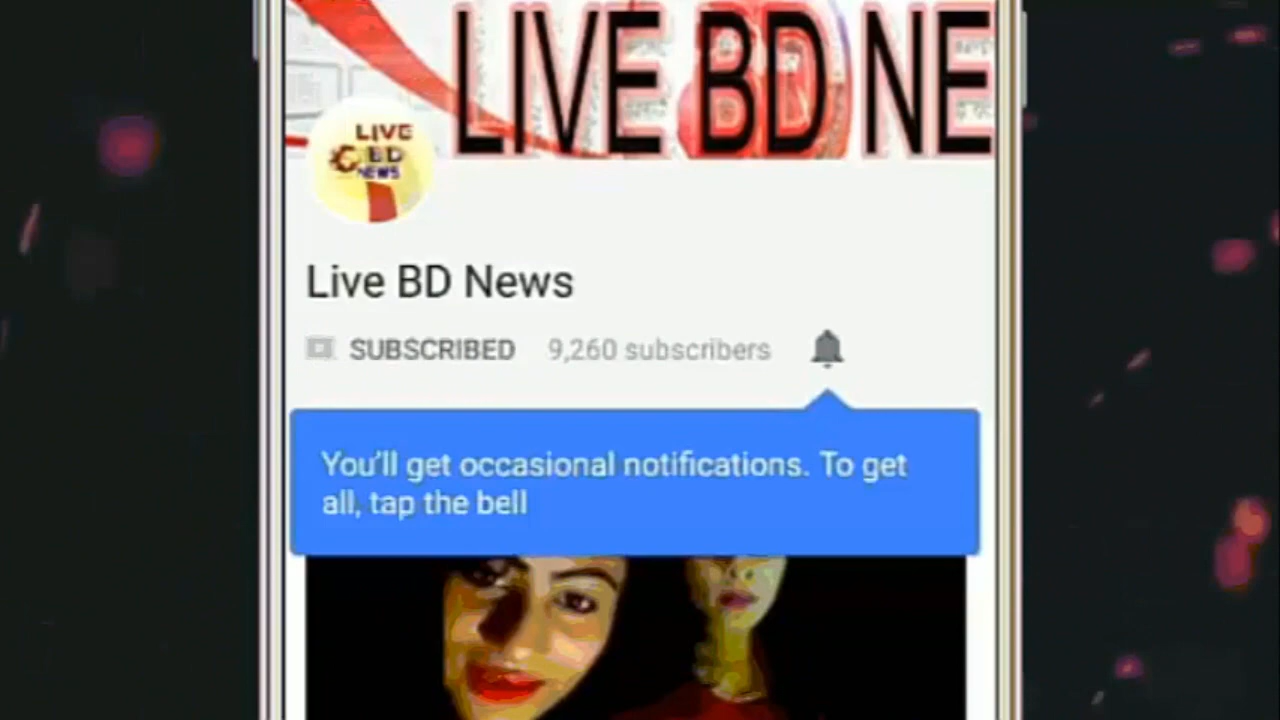 LIVE BD NE
LIVE
BD
NEWS
Live BD News
SUBSCRIBED 9,260 subscribers
You'll get occasional notifications. To get
all, tap the bell